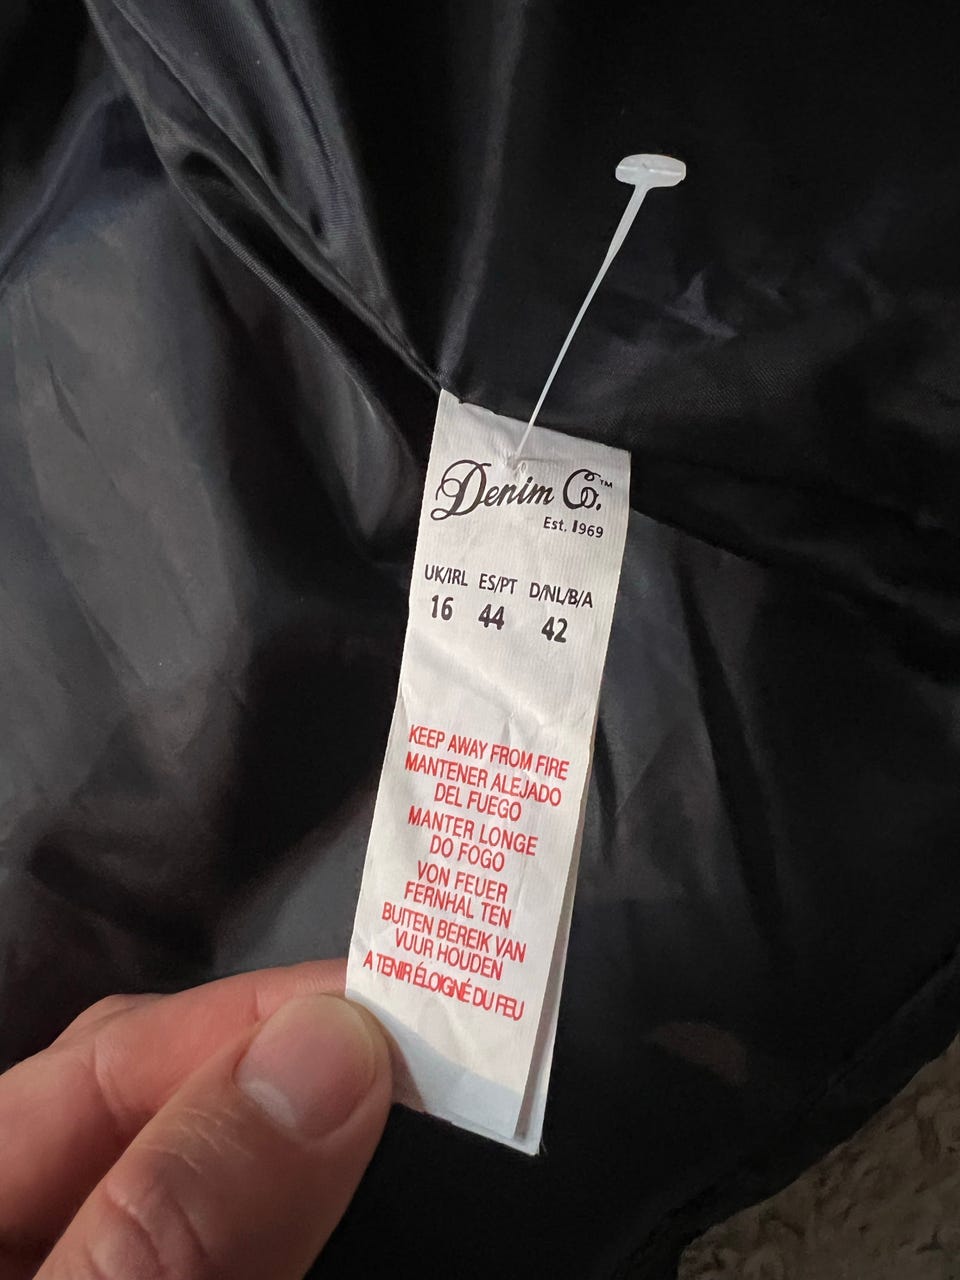 Denim Co.™
Est. 1969
UK/IRL ES/PT D/NL/B/A
16 44 42
KEEP AWAY FROM FIRE
MANTENER ALEJADO
DEL FUEGO
MANTER LONGE
DO FOGO
VON FEUER
FERNHAL TEN
BUITEN BEREIK VAN
VUUR HOUDEN
A TENIR ÉLOIGNÉ DU FEU